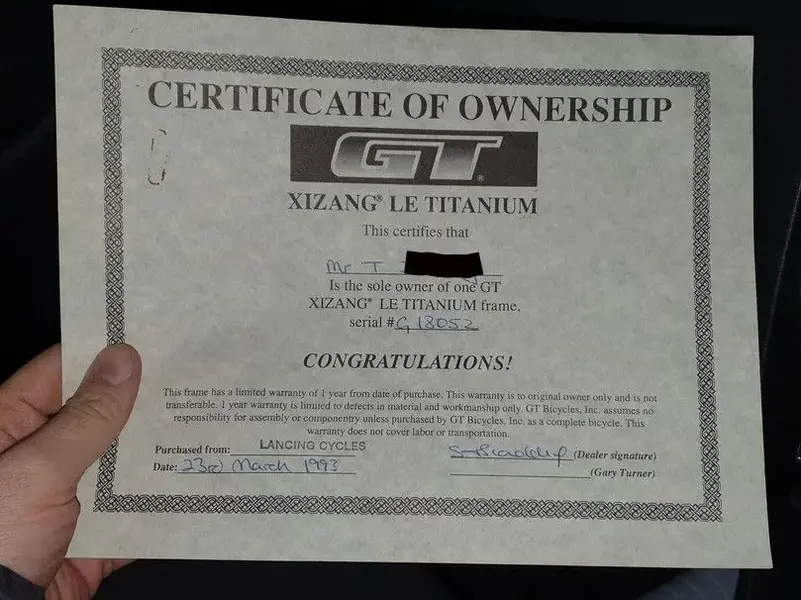 CERTIFICATE OF OWNERSHIP
GT®
XIZANG® LE TITANIUM
This certifies that
Mr T
Is the sole owner of one GT
XIZANG® LE TITANIUM frame,
serial # G 18052
CONGRATULATIONS!
This frame has a limited warranty of 1 year from date of purchase. This warranty is to original owner only and is not
transferable. 1 year warranty is limited to defects in material and workmanship only. GT Bicycles, Inc. assumes no
responsibility for assembly or componentry unless purchased by GT Bicycles, Inc. as a complete bicycle. This
warranty does not cover labor or transportation.
Purchased from: LANCING CYCLES
(Dealer signature)
Date: 23rd March 1993
(Gary Turner)